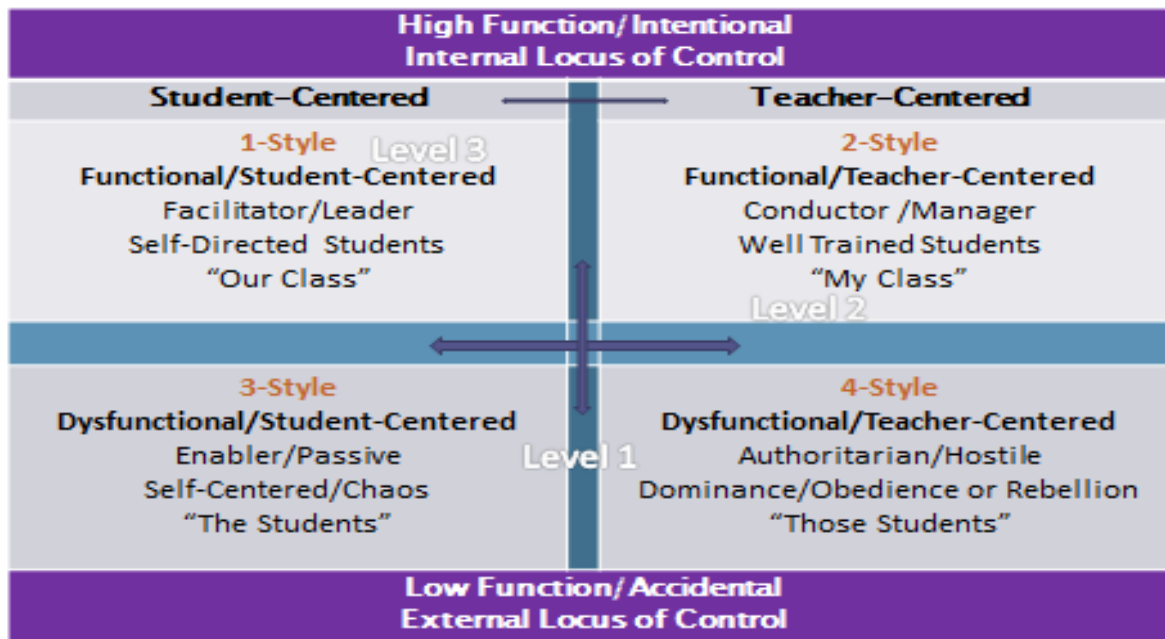 High Function/Intentional
Internal Locus of Control
Student-Centered
Teacher-Centered
1-Style
Level 3
Functional/Student-Centered
Facilitator/Leader
Self-Directed Students
“Our Class”
2-Style
Functional/Teacher-Centered
Conductor /Manager
Well Trained Students
“My Class”
Level 2
3-Style
Dysfunctional/Student-Centered
Enabler/Passive
Self-Centered/Chaos
“The Students”
Level 1
4-Style
Dysfunctional/Teacher-Centered
Authoritarian/Hostile
Dominance/Obedience or Rebellion
“Those Students”
Low Function/Accidental
External Locus of Control